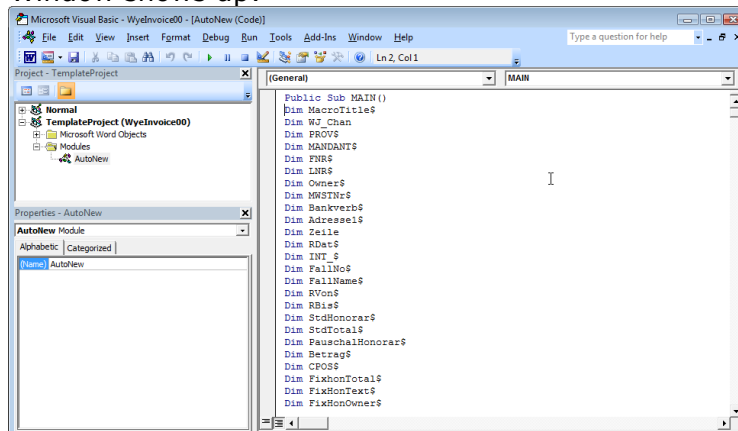 window shows up.
Microsoft Visual Basic - WyeInvoice00 - [AutoNew (Code)]
File Edit View Insert Format Debug Run Tools Add-Ins Window Help Type a question for help
Ln 2, Col 1
Project - TemplateProject
(General) MAIN
Normal
TemplateProject (WyeInvoice00)
Microsoft Word Objects
Modules
AutoNew
Properties - AutoNew
AutoNew Module
Alphabetic Categorized
(Name) AutoNew
Public Sub MAIN()
Dim MacroTitle$
Dim WJ_Chan
Dim PROV$
Dim MANDANT$
Dim FNR$
Dim LNR$
Dim Owner$
Dim MWSTNr$
Dim Bankverb$
Dim Adresse1$
Dim Zeile
Dim RDat$
Dim INT_$
Dim FallNo$
Dim FallName$
Dim RVon$
Dim RBis$
Dim StdHonorar$
Dim StdTotal$
Dim PauschalHonorar$
Dim Betrag$
Dim CPOS$
Dim FixhonTotal$
Dim FixHonText$
Dim FixHonOwner$